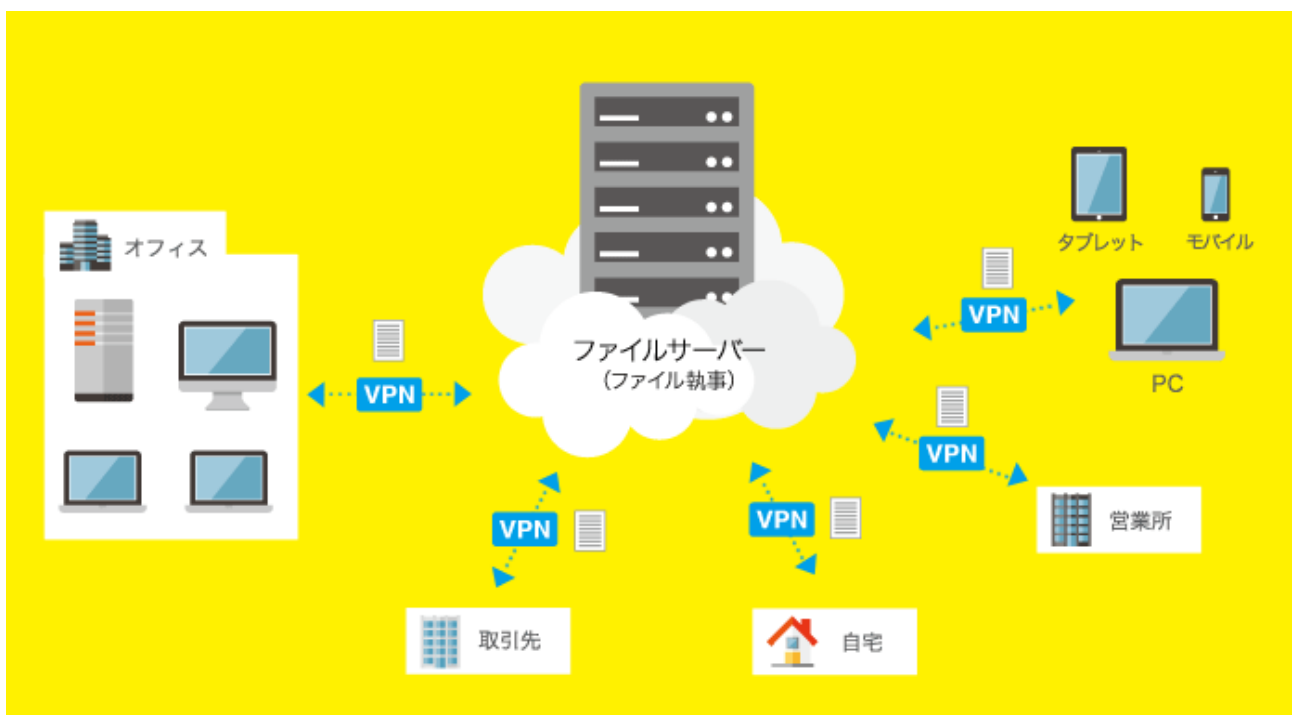 オフィス
VPN
ファイルサーバー
(ファイル執事)
タブレット
モバイル
VPN
PC
VPN
営業所
VPN
取引先
VPN
自宅